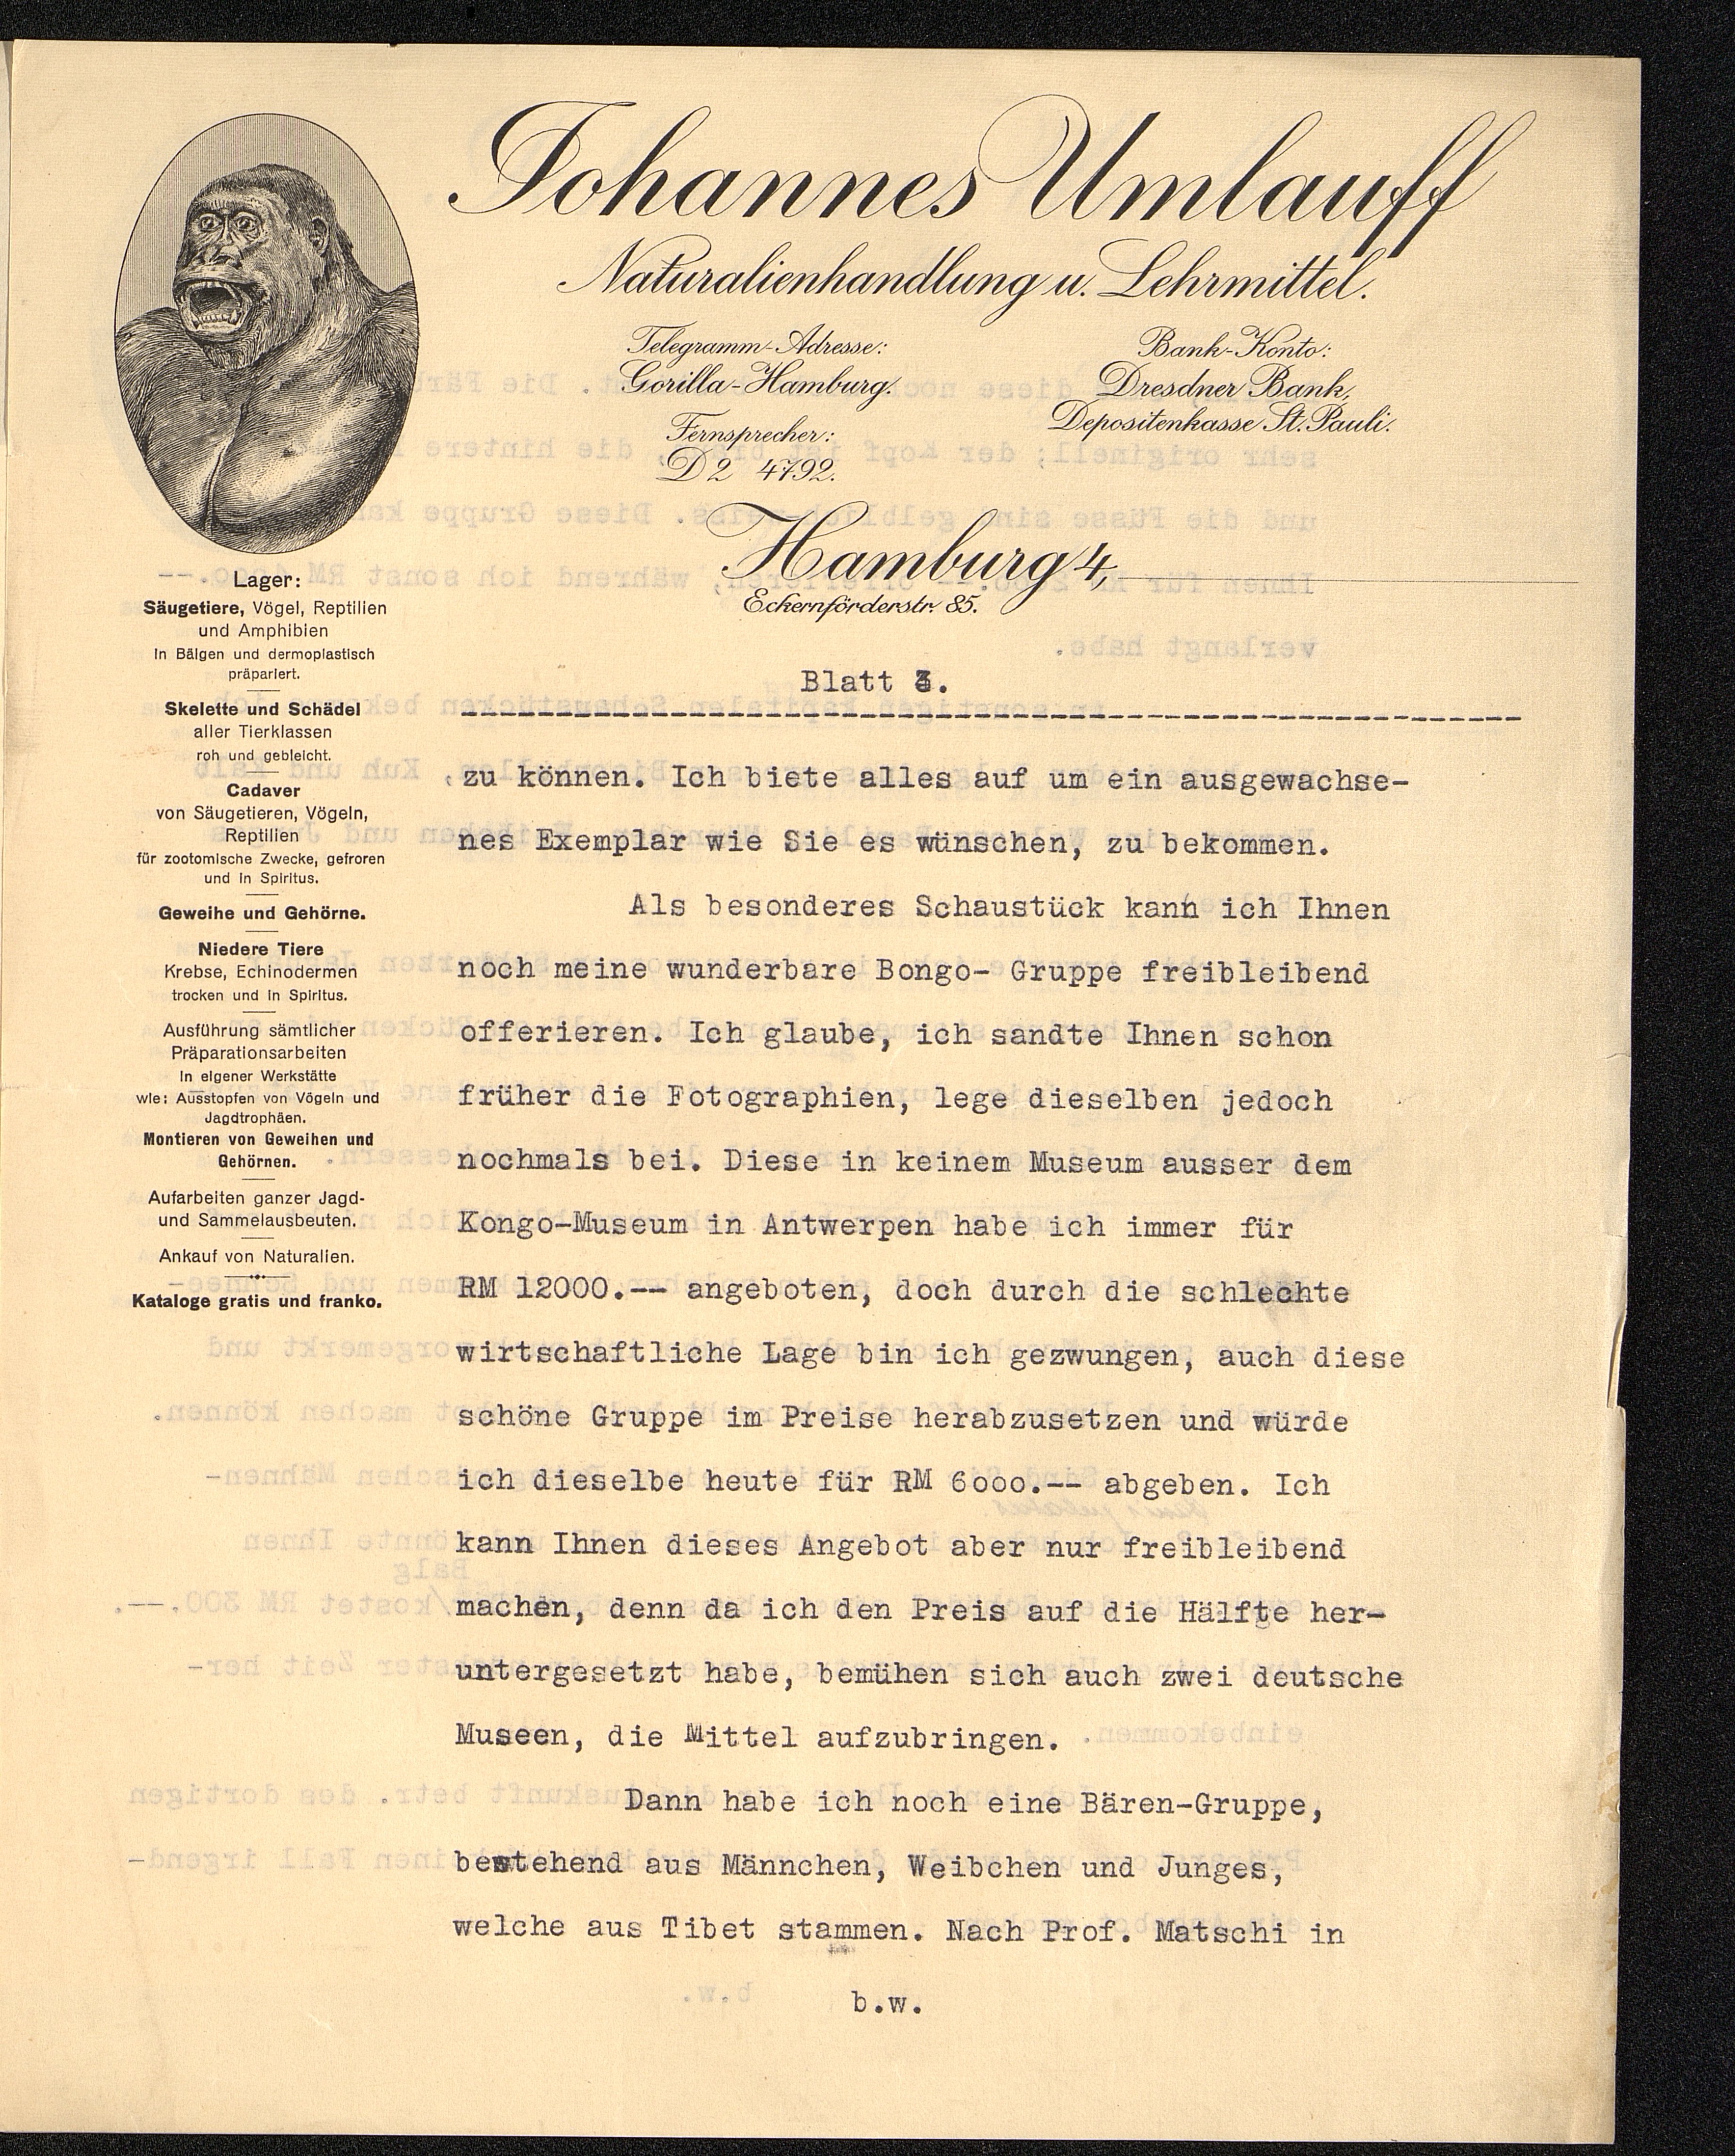 Johannes Umlauff
Naturalienhandlung u. Lehrmittel.
Telegramm-Adresse:
Gorilla-Hamburg.
Fernsprecher:
D2 4792.
Bank-Konto:
Dresdner Bank,
Depositenkasse St. Pauli.
Hamburg 4,
Eckernförderstr. 85.
Lager:
Säugetiere, Vögel, Reptilien
und Amphibien
in Bälgen und dermoplastisch
präpariert.
Skelette und Schädel
aller Tierklassen
roh und gebleicht.
Cadaver
von Säugetieren, Vögeln,
Reptilien
für zootomische Zwecke, gefroren
und in Spiritus.
Geweihe und Gehörne.
Niedere Tiere
Krebse, Echinodermen
trocken und in Spiritus.
Ausführung sämtlicher
Präparationsarbeiten
in eigener Werkstätte
wie: Ausstopfen von Vögeln und
Jagdtrophäen.
Montieren von Geweihen und
Gehörnen.
Aufarbeiten ganzer Jagd-
und Sammelausbeuten.
Ankauf von Naturalien.
Kataloge gratis und franko.
Blatt 3.
zu können. Ich biete alles auf um ein ausgewachse-
nes Exemplar wie Sie es wünschen, zu bekommen.
Als besonderes Schaustück kann ich Ihnen
noch meine wunderbare Bongo- Gruppe freibleibend
offerieren. Ich glaube, ich sandte Ihnen schon
früher die Fotographien, lege dieselben jedoch
nochmals bei. Diese in keinem Museum ausser dem
Kongo-Museum in Antwerpen habe ich immer für
RM 12000.-- angeboten, doch durch die schlechte
wirtschaftliche Lage bin ich gezwungen, auch diese
schöne Gruppe im Preise herabzusetzen und würde
ich dieselbe heute für RM 6ooo.-- abgeben. Ich
kann Ihnen dieses Angebot aber nur freibleibend
machen, denn da ich den Preis auf die Hälfte her-
untergesetzt habe, bemühen sich auch zwei deutsche
Museen, die Mittel aufzubringen.
Dann habe ich noch eine Bären-Gruppe,
bestehend aus Männchen, Weibchen und Junges,
welche aus Tibet stammen. Nach Prof. Matschi in
b.w.